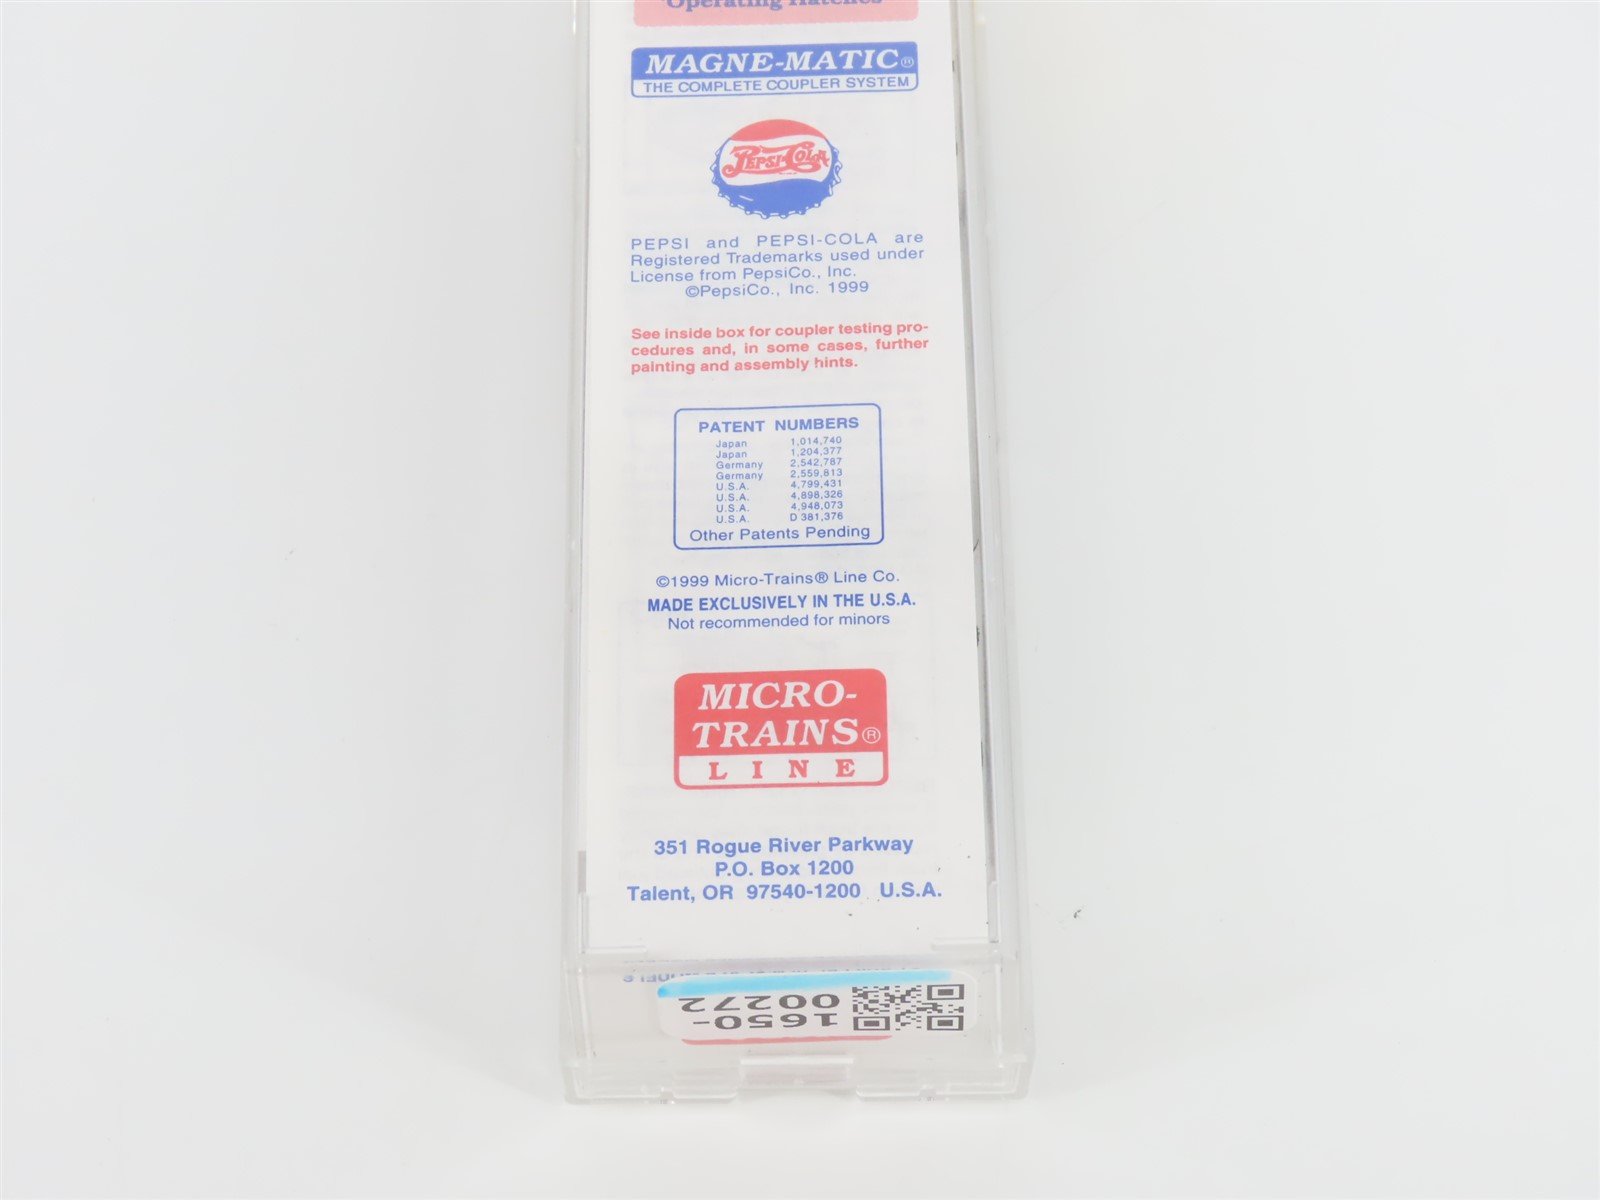 Operating Hatches
MAGNE-MATIC®
THE COMPLETE COUPLER SYSTEM
PEPSI-COLA
PEPSI and PEPSI-COLA are
Registered Trademarks used under
License from PepsiCo., Inc.
©PepsiCo., Inc. 1999
See inside box for coupler testing pro-
cedures and, in some cases, further
painting and assembly hints.
PATENT NUMBERS
Japan 1,014,740
Japan 1,204,377
Germany 2,542,787
Germany 2,559,813
U.S.A. 4,799,431
U.S.A. 4,898,326
U.S.A. 4,948,073
U.S.A. D 381,376
Other Patents Pending
©1999 Micro-Trains® Line Co.
MADE EXCLUSIVELY IN THE U.S.A.
Not recommended for minors
MICRO-
TRAINS®
LINE
351 Rogue River Parkway
P.O. Box 1200
Talent, OR 97540-1200 U.S.A.
1650-
00272